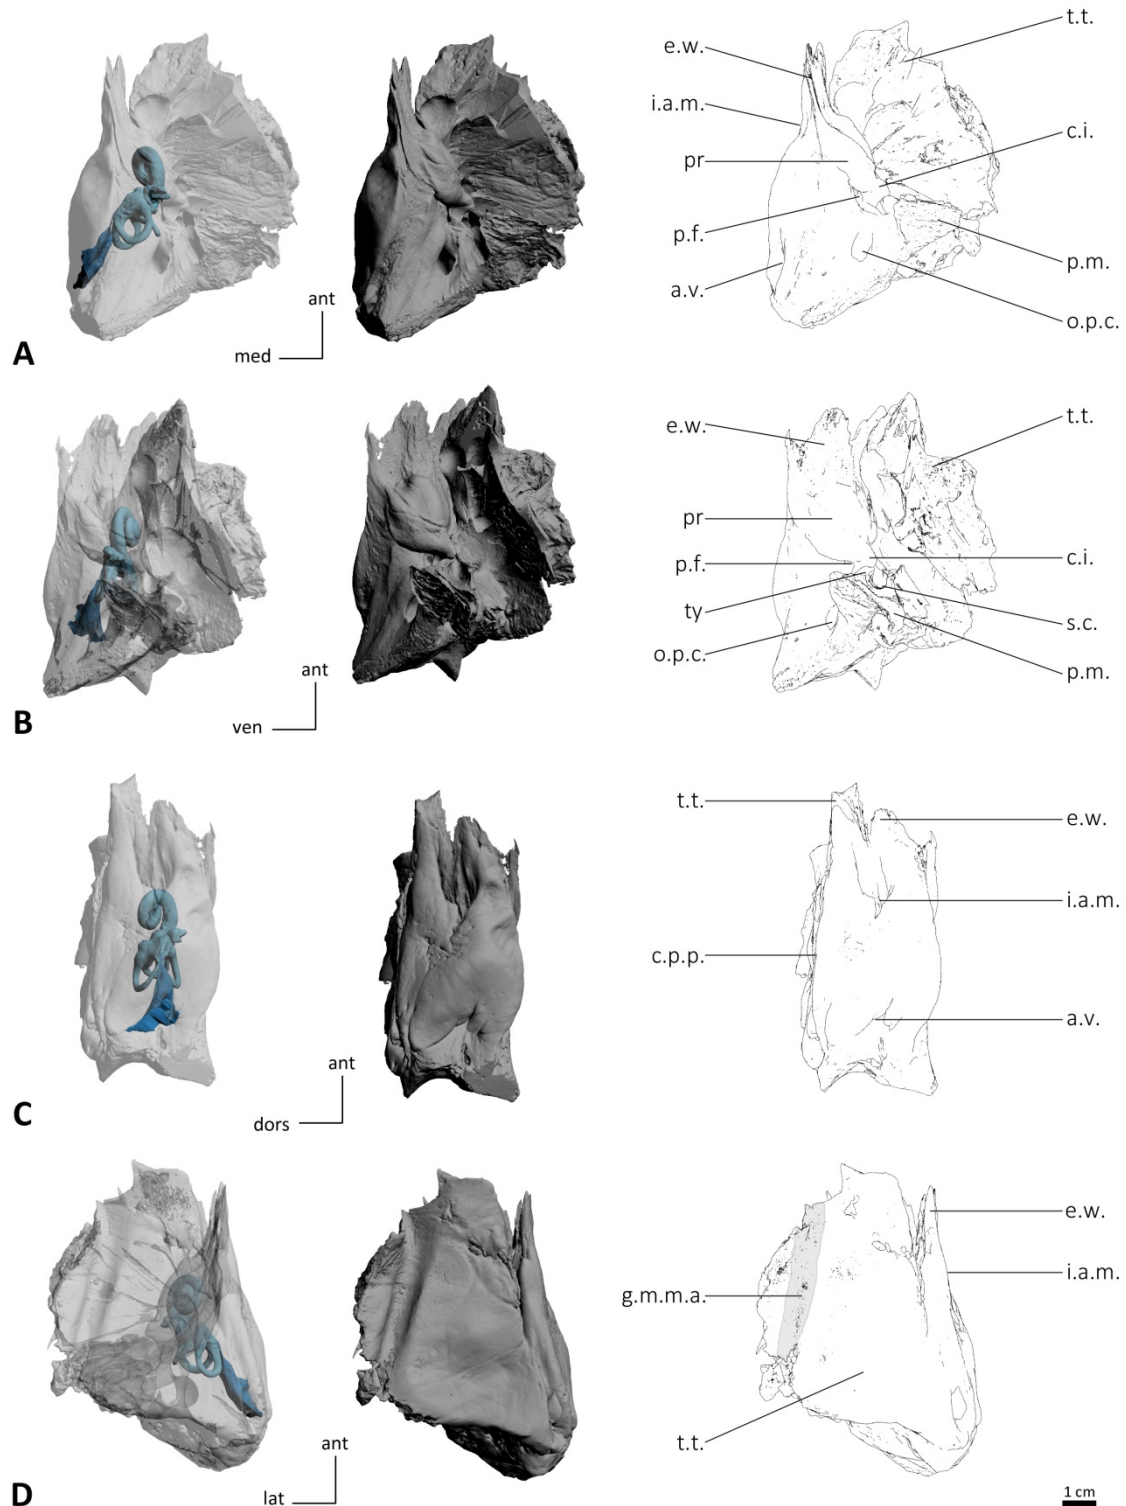 t.t.
e.w.
i.a.m.
c.i.
pr
p.f.
p.m.
a.v.
o.p.c.
ant
med
A
e.w.
t.t.
pr
p.f.
c.i.
ty
s.c.
o.p.c.
p.m.
ant
ven
B
t.t.
e.w.
i.a.m.
c.p.p.
a.v.
ant
dors
C
e.w.
i.a.m.
g.m.m.a.
t.t.
ant
lat
D
1 cm